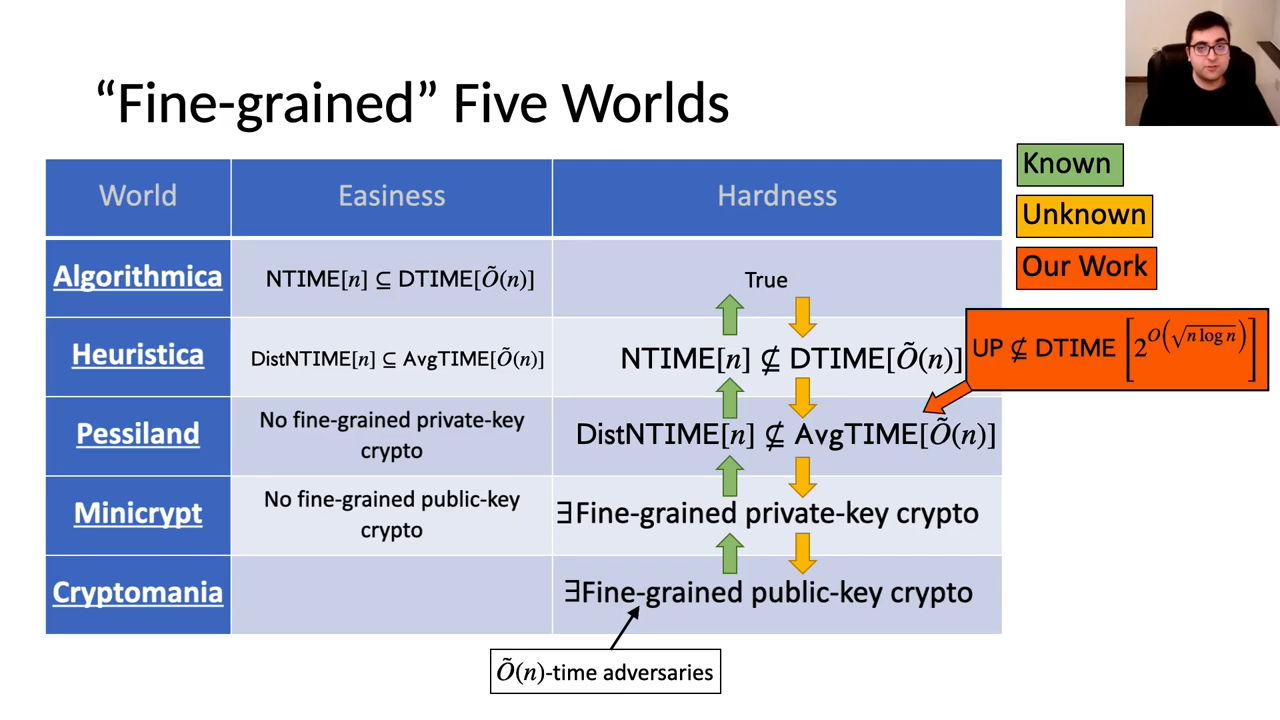 “Fine-grained” Five Worlds
Known
Unknown
Our Work
World Easiness Hardness
Algorithmica NTIME[n] ⊆ DTIME[Õ(n)] True
Heuristica DistNTIME[n] ⊆ AvgTIME[Õ(n)] NTIME[n] ⊈ DTIME[Õ(n)]
UP ⊈ DTIME [2^{O(√(n log n))}]
Pessiland No fine-grained private-key crypto DistNTIME[n] ⊈ AvgTIME[Õ(n)]
Minicrypt No fine-grained public-key crypto ∃Fine-grained private-key crypto
Cryptomania ∃Fine-grained public-key crypto
Õ(n)-time adversaries